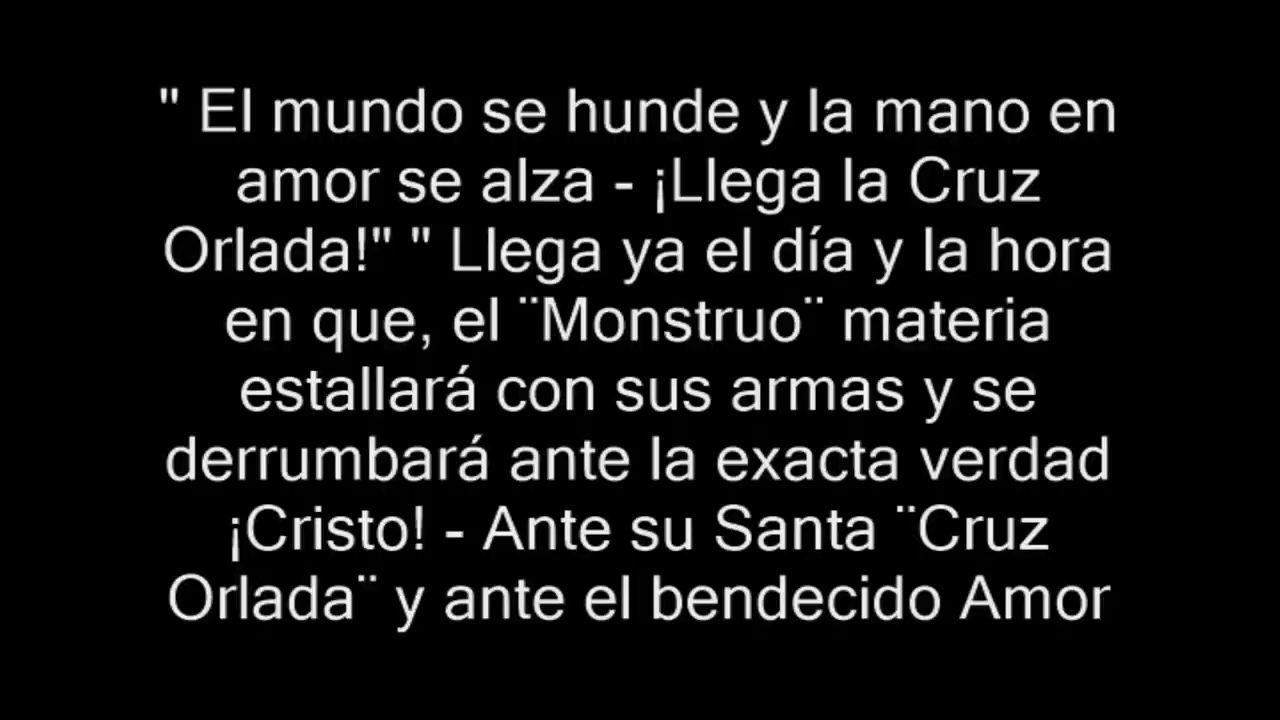 " El mundo se hunde y la mano en
amor se alza - ¡Llega la Cruz
Orlada!" " Llega ya el día y la hora
en que, el ¨Monstruo¨ materia
estallará con sus armas y se
derrumbará ante la exacta verdad
¡Cristo! - Ante su Santa ¨Cruz
Orlada¨ y ante el bendecido Amor